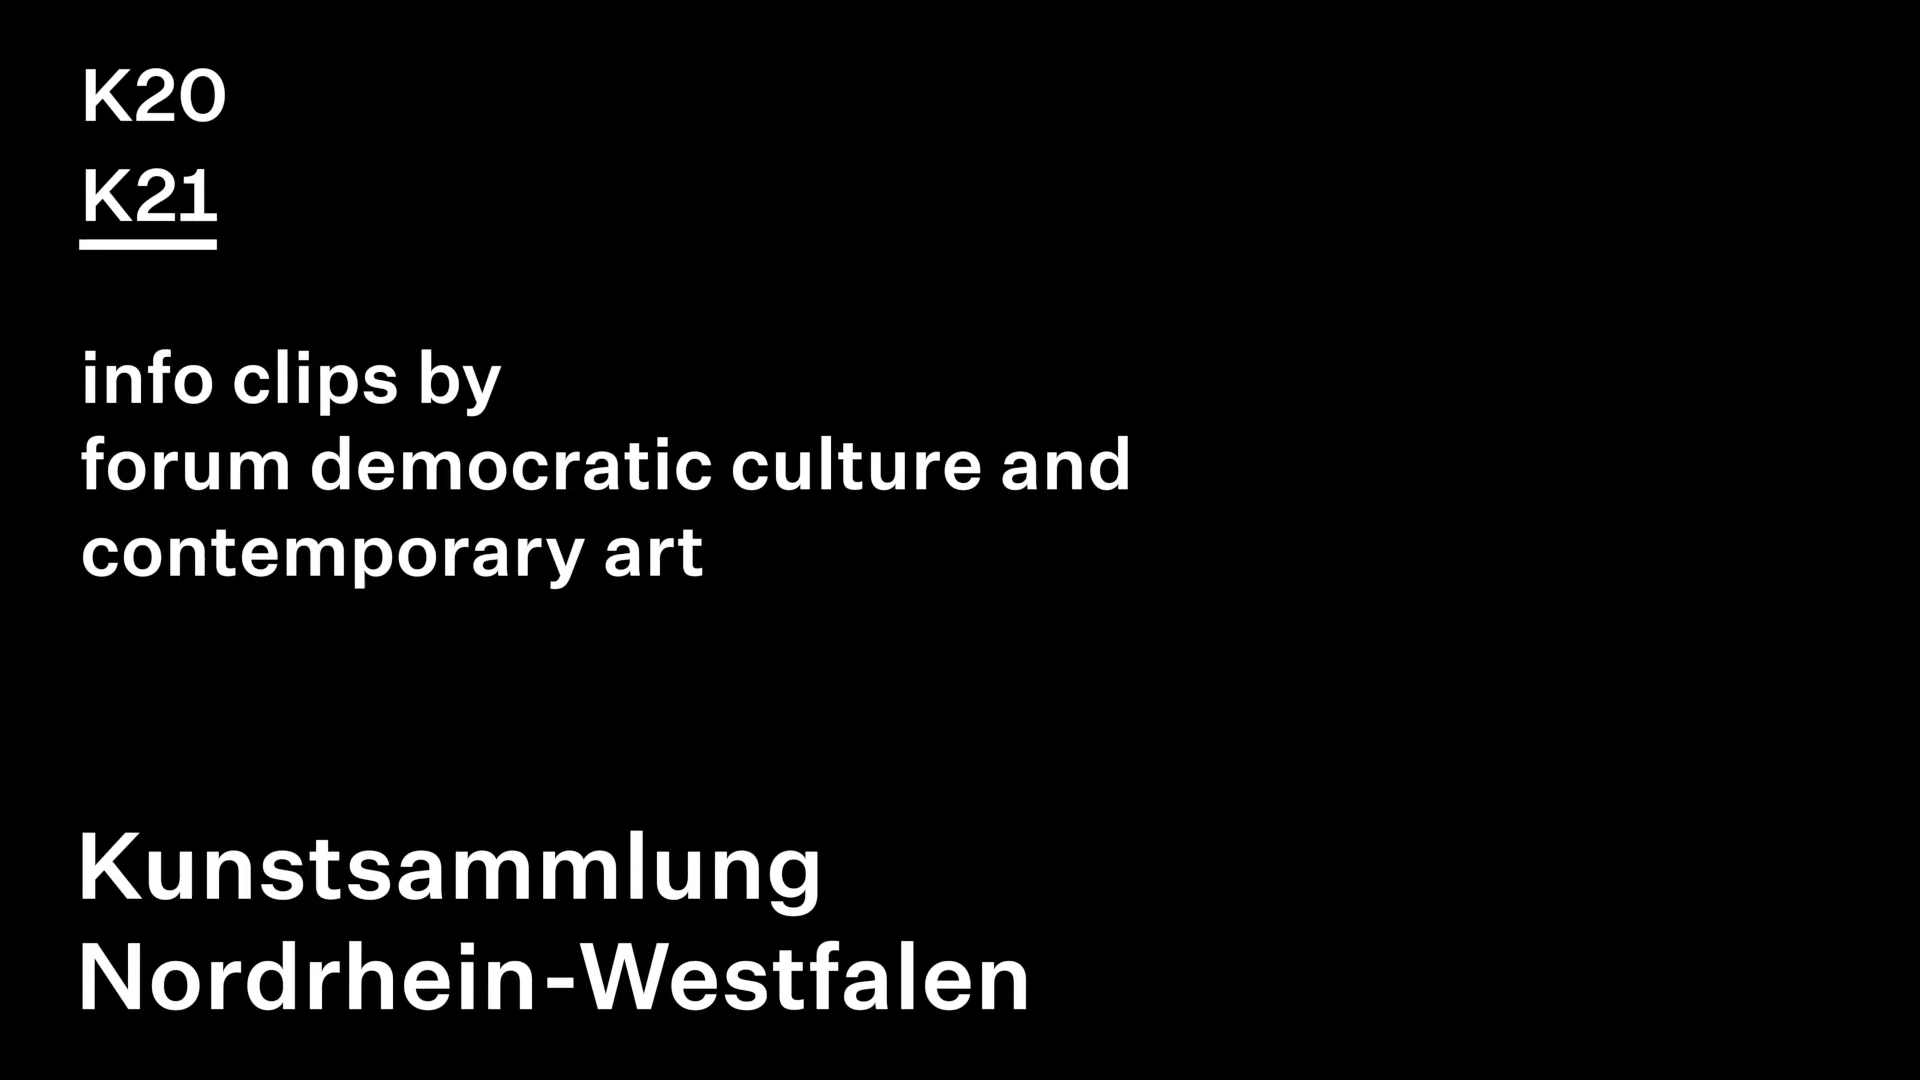 K20
K21
info clips by
forum democratic culture and
contemporary art
Kunstsammlung
Nordrhein-Westfalen